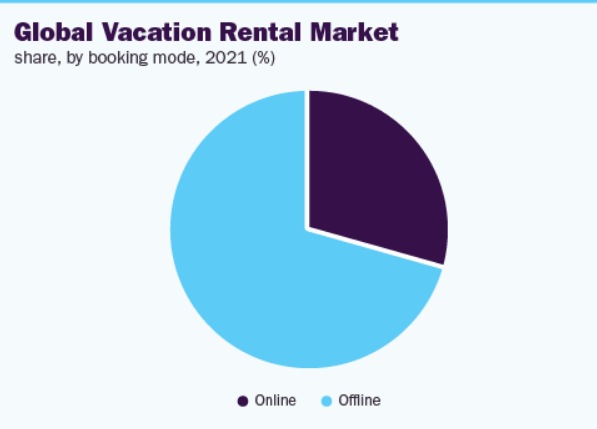 Global Vacation Rental Market
share, by booking mode, 2021 (%)
Online Offline